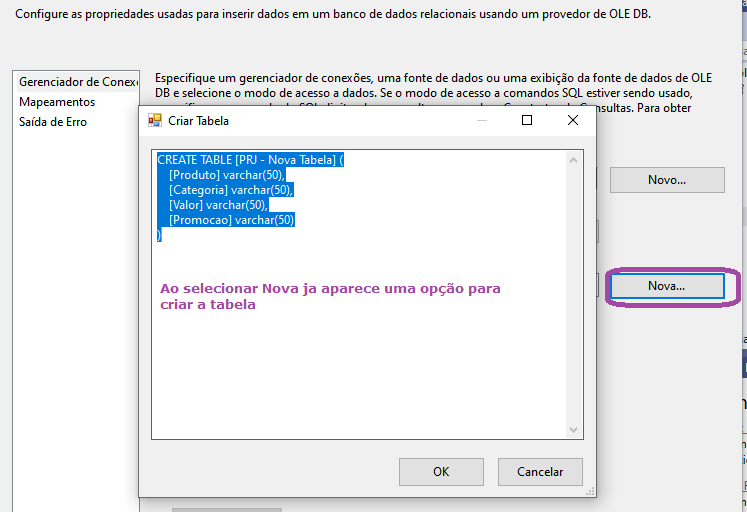 Configure as propriedades usadas para inserir dados em um banco de dados relacionais usando um provedor de OLE DB.
Gerenciador de Conex
Mapeamentos
Saída de Erro
Especifique um gerenciador de conexões, uma fonte de dados ou uma exibição da fonte de dados de OLE
DB e selecione o modo de acesso a dados. Se o modo de acesso a comandos SQL estiver sendo usado,
Consultas. Para obter
Criar Tabela
CREATE TABLE [PRJ - Nova Tabela] (
[Produto] varchar(50),
[Categoria] varchar(50),
[Valor] varchar(50),
[Promocao] varchar(50)
)
Ao selecionar Nova ja aparece uma opção para
criar a tabela
Novo...
Nova...
OK
Cancelar